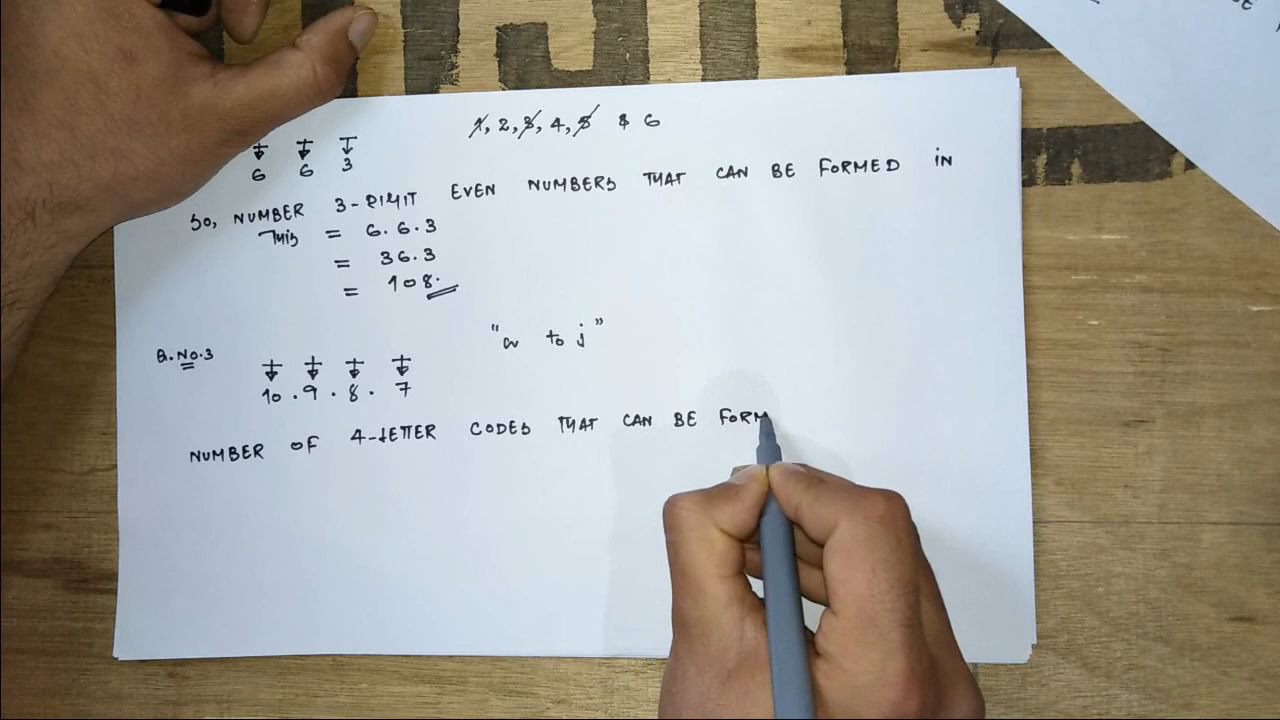 1, 2, 3, 4, 5 & 6
6 6 3
So, NUMBER 3-DIGIT EVEN NUMBERS THAT CAN BE FORMED IN
THIS = 6.6.3
= 36.3
= 108.
"a to j"
Q.No.3
10.9.8.7
NUMBER OF 4-LETTER CODES THAT CAN BE FORM